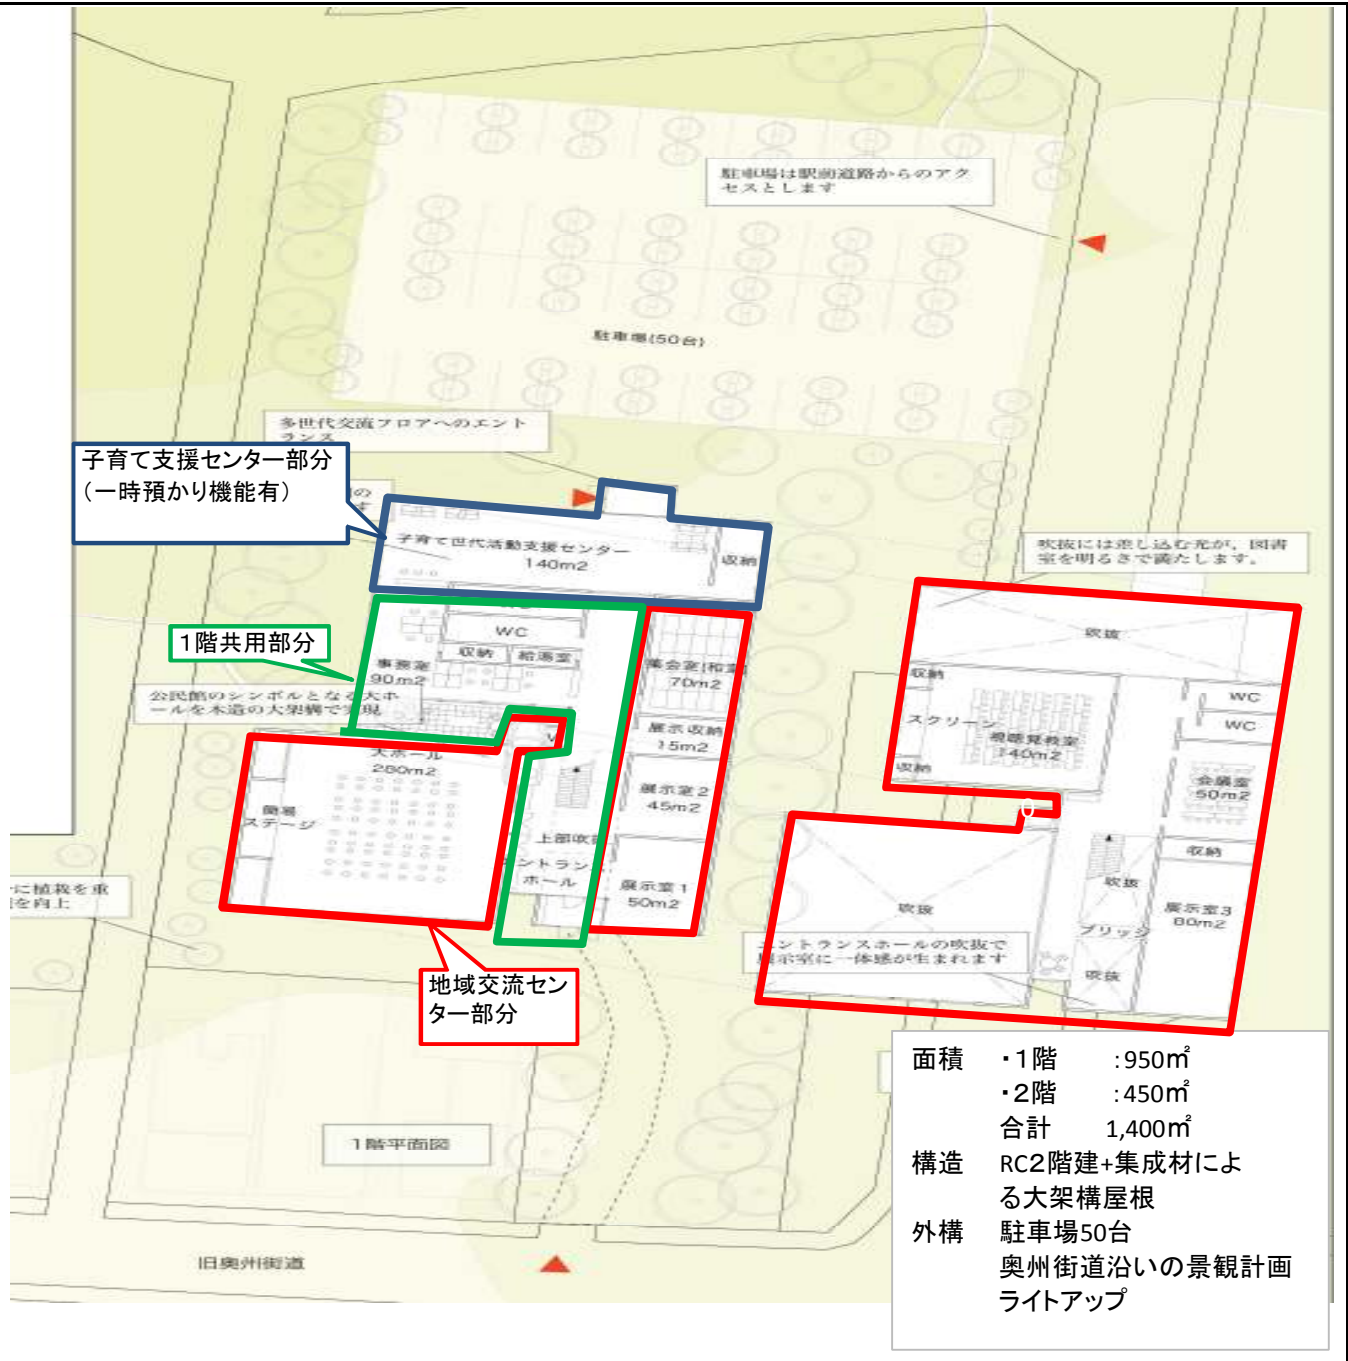 駐車場は駅前道路からのアク
セスとします
駐車場(50台)
多世代交流フロアへのエント
ランス
子育て支援センター部分
（一時預かり機能有）
の
子育て世代活動支援センター
140m2
収納
吹抜には差し込む光が、図書
室を明るさで満たします。
1階共用部分
WC
収納
給湯室
事務室
90m2
集会室(和室)
70m2
公民館のシンボルとなる大ホ
ールを木造の大架構で実現
展示収納
15m2
大ホール
280m2
簡易
ステージ
展示室2
45m2
上部吹抜
エントランス
ホール
展示室1
50m2
吹抜
収納
スクリーン
視聴覚教室
140m2
収納
WC
WC
会議室
50m2
収納
吹抜
吹抜
ブリッジ
展示室3
80m2
吹抜
エントランスホールの吹抜で
展示室に一体感が生まれます
に植栽を重
を向上
地域交流セン
ター部分
1階平面図
旧奥州街道
面積 ・1階 :950㎡
・2階 :450㎡
合計 1,400㎡
構造 RC2階建+集成材によ
る大架構屋根
外構 駐車場50台
奥州街道沿いの景観計画
ライトアップ